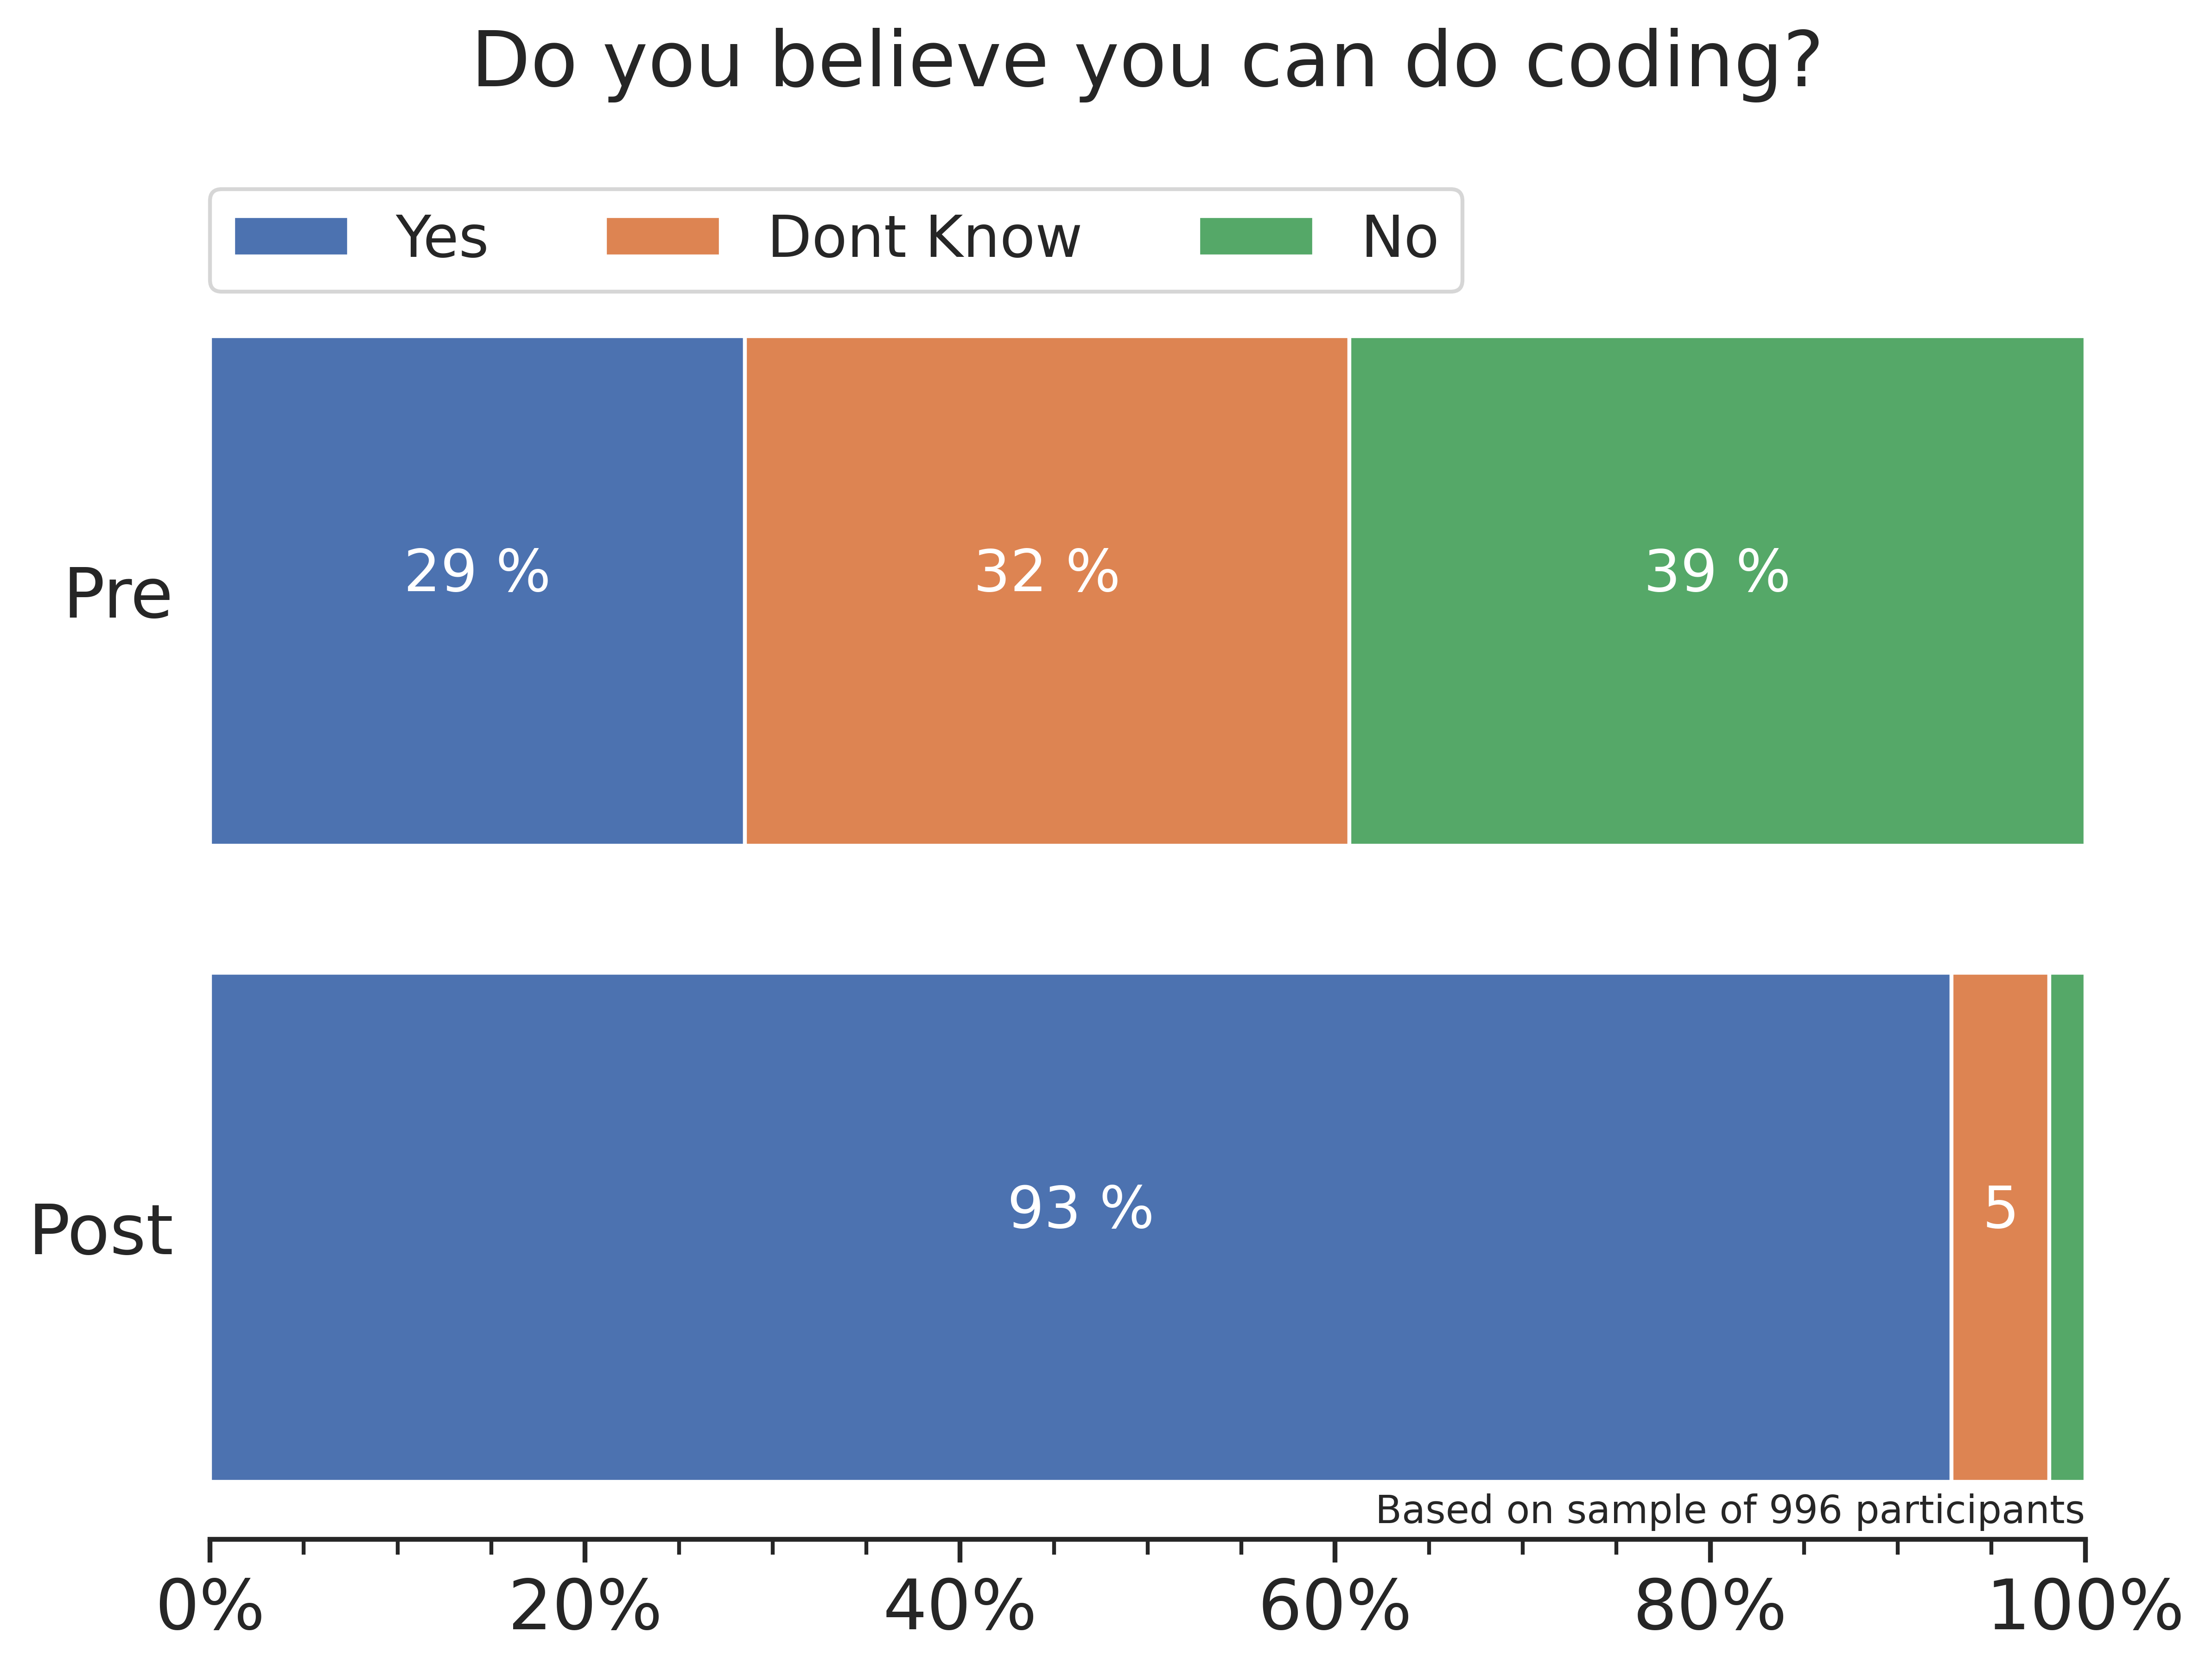 Do you believe you can do coding?
Yes Dont Know No
Pre 29 % 32 % 39 %
Post 93 % 5
Based on sample of 996 participants
0% 20% 40% 60% 80% 100%